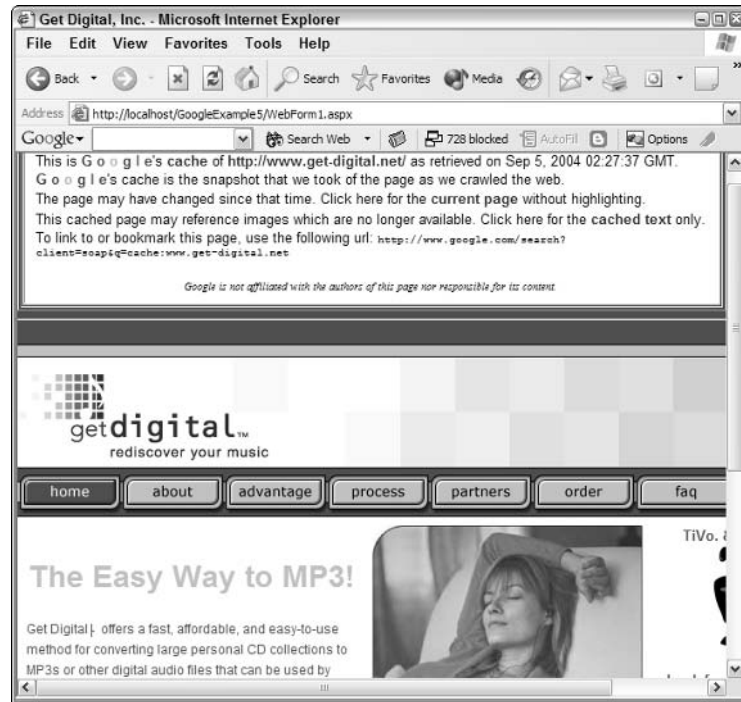 Get Digital, Inc. - Microsoft Internet Explorer
File Edit View Favorites Tools Help
Back Search Favorites Media »
Address http://localhost/GoogleExample5/WebForm1.aspx
Google Search Web 728 blocked AutoFill Options
This is G o o g l e's cache of http://www.get-digital.net/ as retrieved on Sep 5, 2004 02:27:37 GMT.
G o o g l e's cache is the snapshot that we took of the page as we crawled the web.
The page may have changed since that time. Click here for the current page without highlighting.
This cached page may reference images which are no longer available. Click here for the cached text only.
To link to or bookmark this page, use the following url: http://www.google.com/search?
client=soap&q=cache:www.get-digital.net
Google is not affiliated with the authors of this page nor responsible for its content.
getdigital™
rediscover your music
home about advantage process partners order faq
TiVo.
The Easy Way to MP3!
Get Digital offers a fast, affordable, and easy-to-use
method for converting large personal CD collections to
MP3s or other digital audio files that can be used by